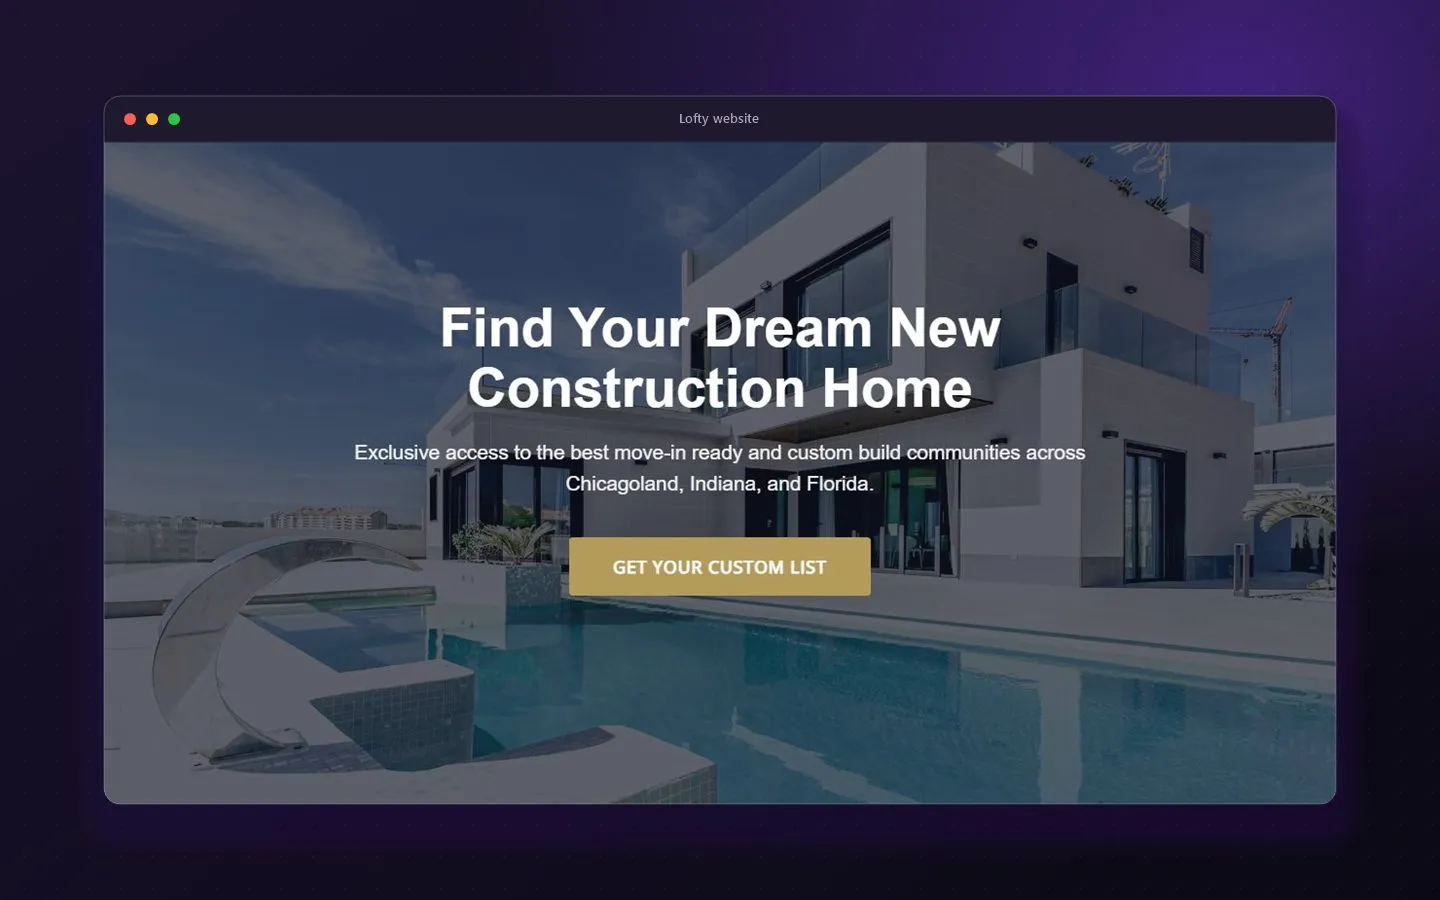 Lofty website
Find Your Dream New
Construction Home
Exclusive access to the best move-in ready and custom build communities across
Chicagoland, Indiana, and Florida.
GET YOUR CUSTOM LIST